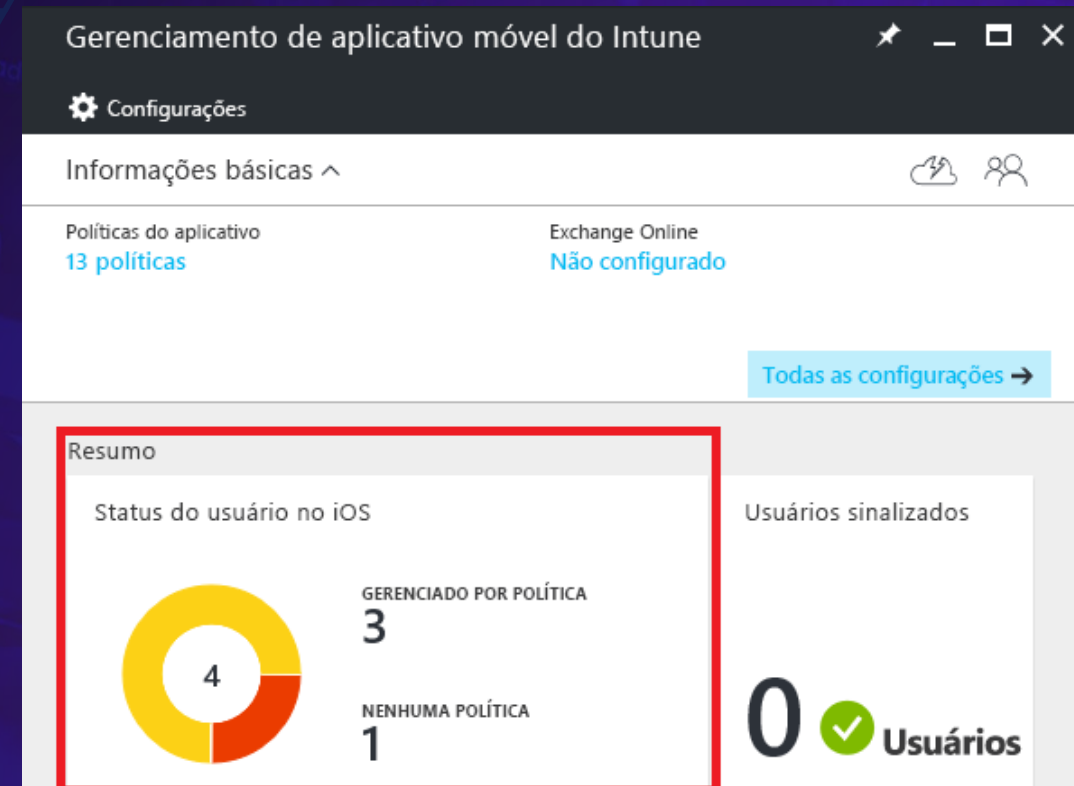 Gerenciamento de aplicativo móvel do Intune
Configurações
Informações básicas
Políticas do aplicativo
13 políticas
Exchange Online
Não configurado
Todas as configurações →
Resumo
Status do usuário no iOS
4
GERENCIADO POR POLÍTICA
3
NENHUMA POLÍTICA
1
Usuários sinalizados
0 Usuários